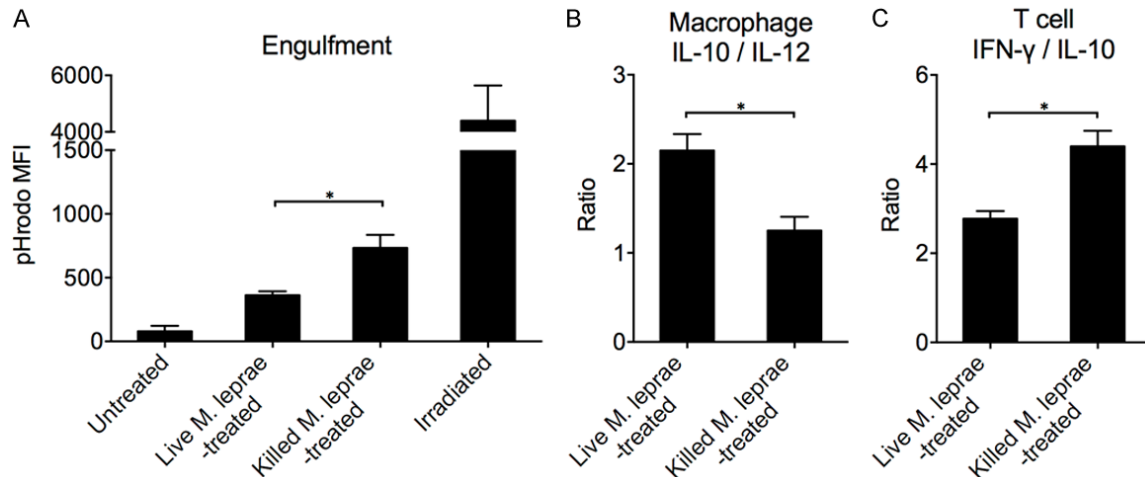 A
Engulfment
pHrodo MFI
6000
4000
1500
1000
500
0
*
Untreated
Live M. leprae
-treated
Killed M. leprae
-treated
Irradiated
B
Macrophage
IL-10 / IL-12
Ratio
3
2
1
0
*
Live M. leprae
-treated
Killed M. leprae
-treated
C
T cell
IFN-γ / IL-10
Ratio
6
4
2
0
*
Live M. leprae
-treated
Killed M. leprae
-treated